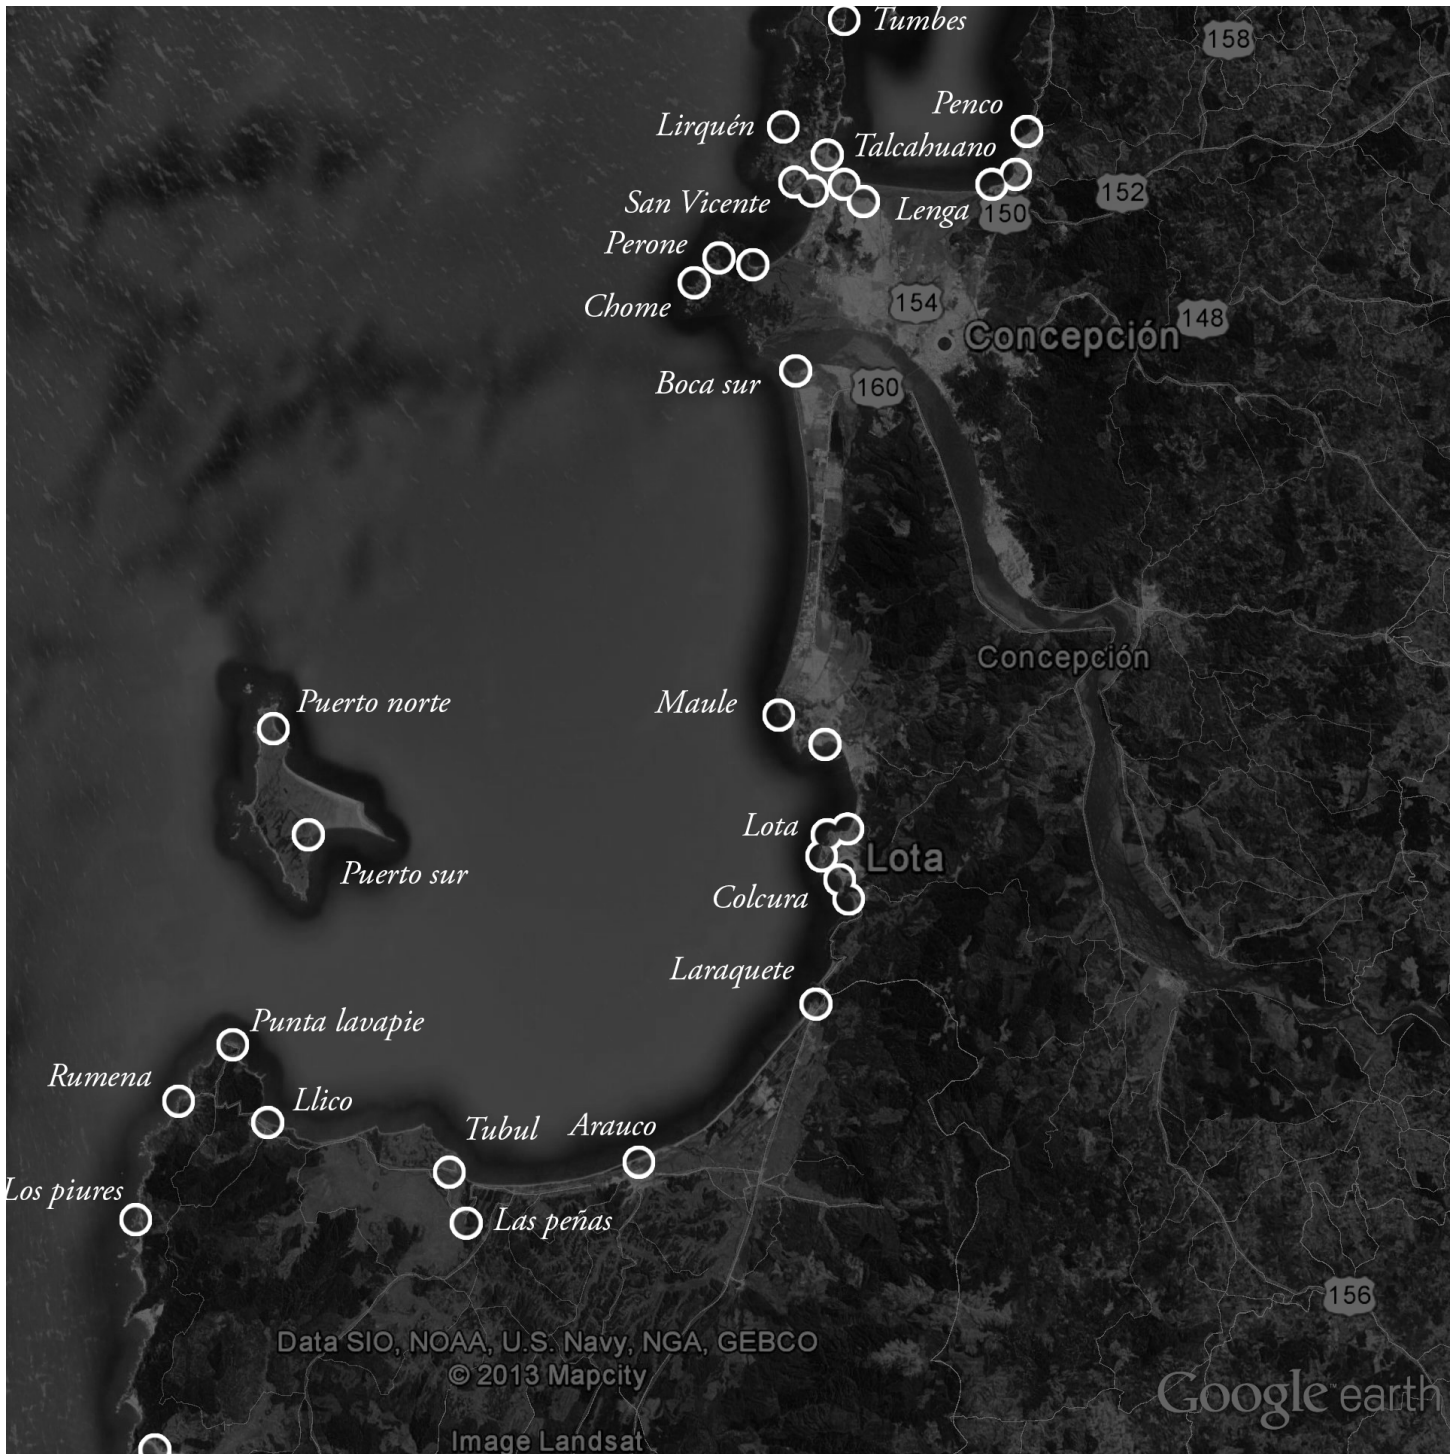 Tumbes
158
Penco
Lirquén
Talcahuano
152
San Vicente
Lenga
150
Perone
Chome
154
148
Concepción
Boca sur
160
Concepción
Puerto norte
Maule
Lota
Lota
Puerto sur
Colcura
Laraquete
Punta lavapie
Rumena
Llico
Tubul
Arauco
Los piures
Las peñas
156
Data SIO, NOAA, U.S. Navy, NGA, GEBCO
© 2013 Mapcity
Google earth
Image Landsat